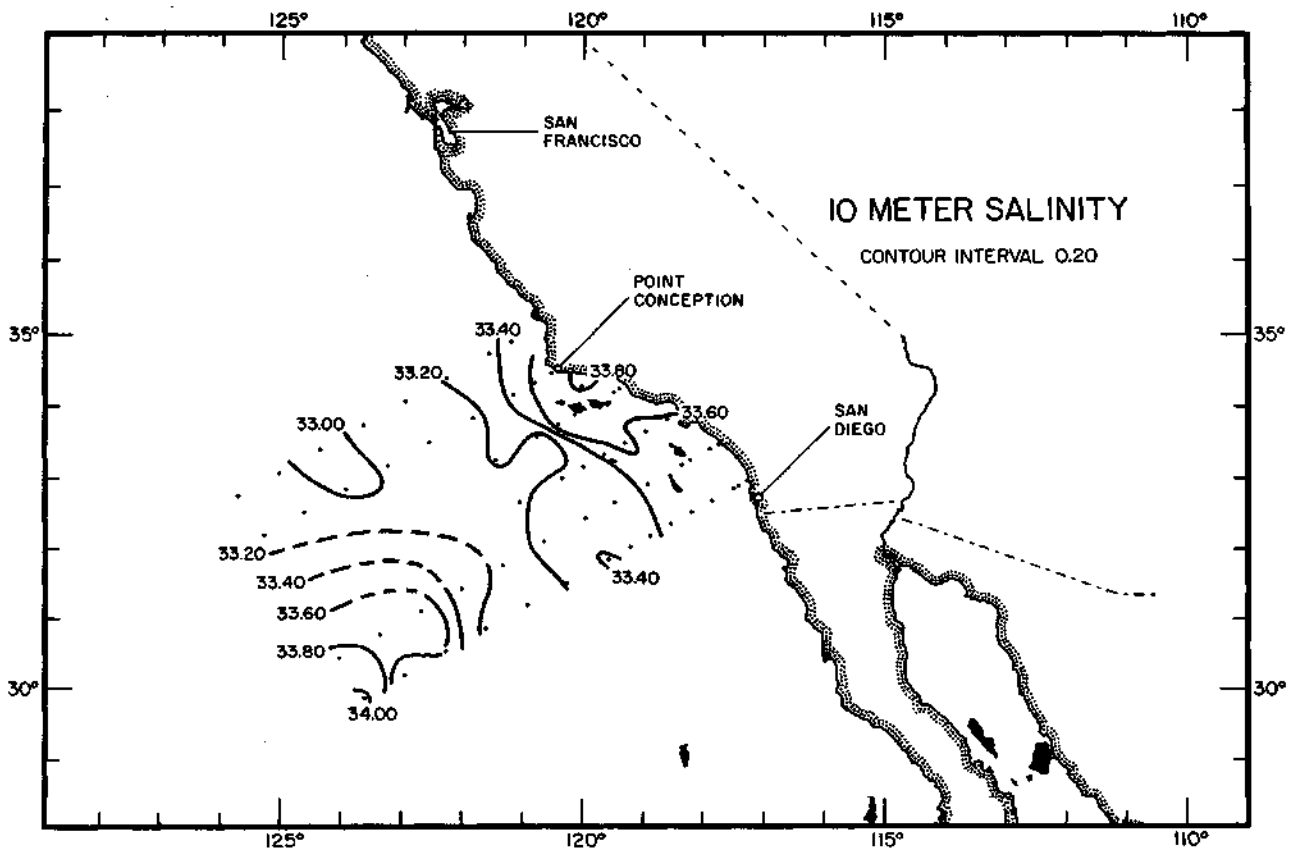 125° 120° 115° 110°
SAN
FRANCISCO
10 METER SALINITY
CONTOUR INTERVAL 0.20
POINT
CONCEPTION
35° 33.40 35°
33.20 33.80
33.00 33.60
SAN
DIEGO
33.20
33.40 33.40
33.60
33.80
30° 30°
34.00
125° 120° 115° 110°